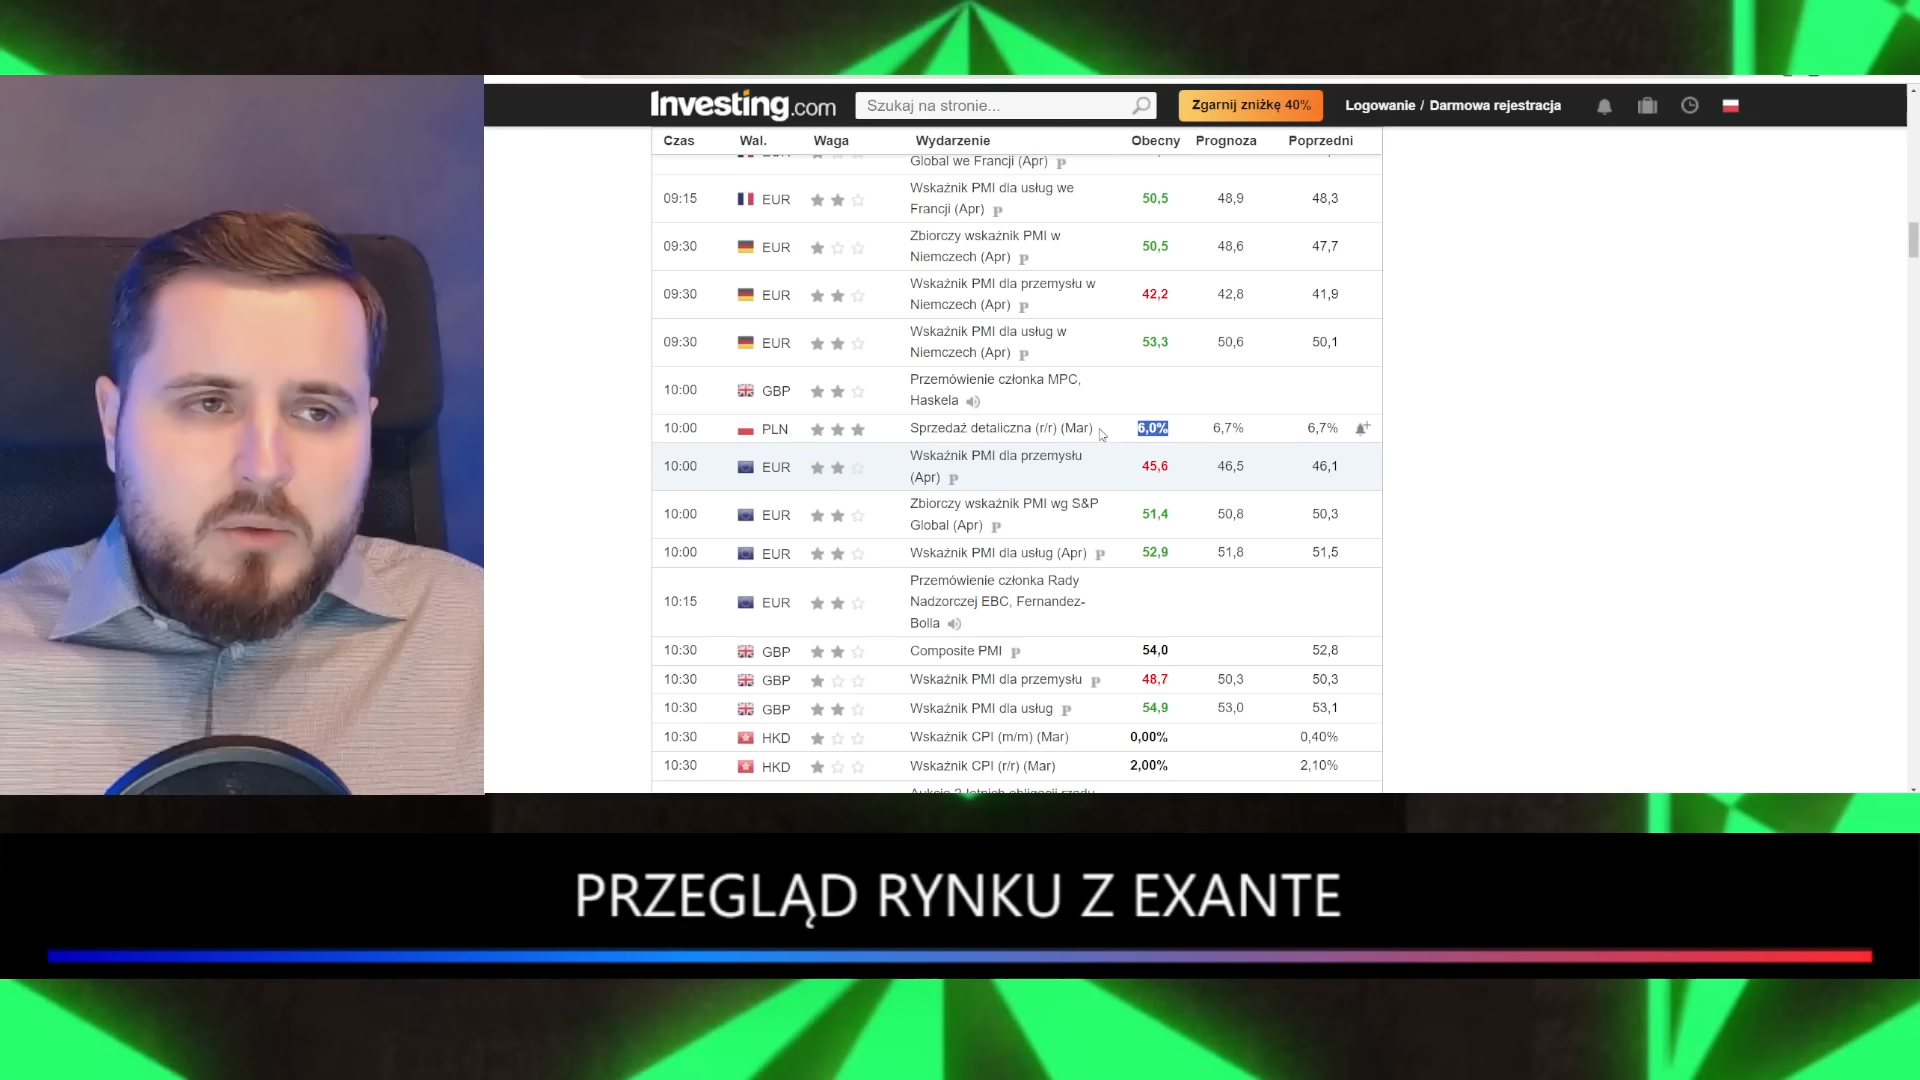 Investing.com
Szukaj na stronie...
Zgarnij zniżkę 40%
Logowanie / Darmowa rejestracja
Czas Wal. Waga Wydarzenie Obecny Prognoza Poprzedni
Global we Francji (Apr) P
09:15 EUR Wskaźnik PMI dla usług we 50,5 48,9 48,3
Francji (Apr) P
09:30 EUR Zbiorczy wskaźnik PMI w 50,5 48,6 47,7
Niemczech (Apr) P
09:30 EUR Wskaźnik PMI dla przemysłu w 42,2 42,8 41,9
Niemczech (Apr) P
09:30 EUR Wskaźnik PMI dla usług w 53,3 50,6 50,1
Niemczech (Apr) P
10:00 GBP Przemówienie członka MPC,
Haskela
10:00 PLN Sprzedaż detaliczna (r/r) (Mar) 6,0% 6,7% 6,7%
10:00 EUR Wskaźnik PMI dla przemysłu 45,6 46,5 46,1
(Apr) P
10:00 EUR Zbiorczy wskaźnik PMI wg S&P 51,4 50,8 50,3
Global (Apr) P
10:00 EUR Wskaźnik PMI dla usług (Apr) P 52,9 51,8 51,5
10:15 EUR Przemówienie członka Rady
Nadzorczej EBC, Fernandez-
Bolla
10:30 GBP Composite PMI P 54,0 52,8
10:30 GBP Wskaźnik PMI dla przemysłu P 48,7 50,3 50,3
10:30 GBP Wskaźnik PMI dla usług P 54,9 53,0 53,1
10:30 HKD Wskaźnik CPI (m/m) (Mar) 0,00% 0,40%
10:30 HKD Wskaźnik CPI (r/r) (Mar) 2,00% 2,10%
PRZEGLĄD RYNKU Z EXANTE